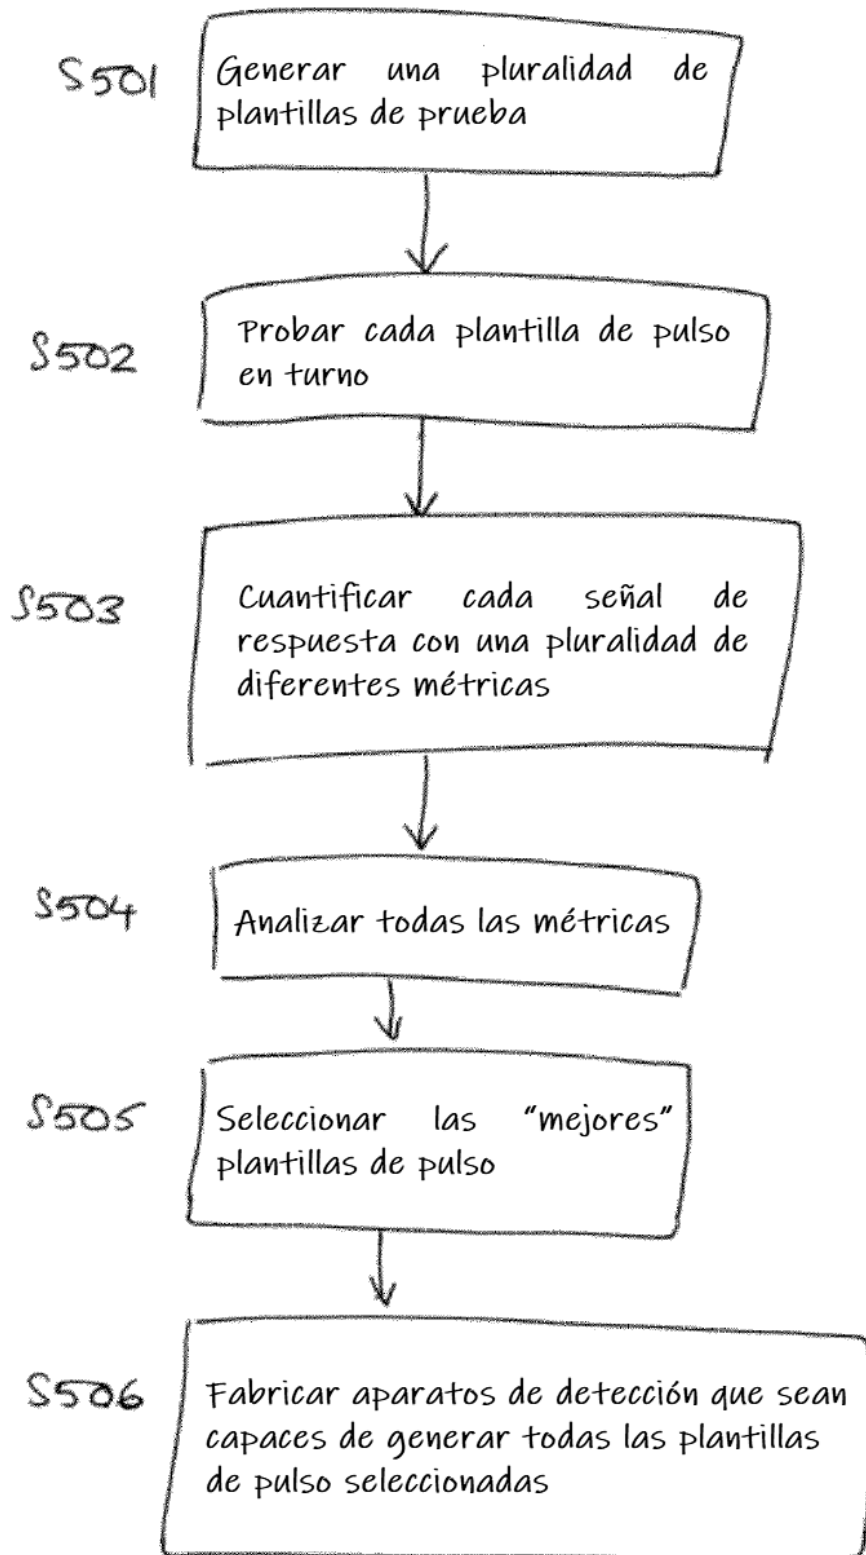 S501
Generar una pluralidad de
plantillas de prueba
S502
Probar cada plantilla de pulso
en turno
S503
Cuantificar cada señal de
respuesta con una pluralidad de
diferentes métricas
S504
Analizar todas las métricas
S505
Seleccionar las "mejores"
plantillas de pulso
S506
Fabricar aparatos de detección que sean
capaces de generar todas las plantillas
de pulso seleccionadas